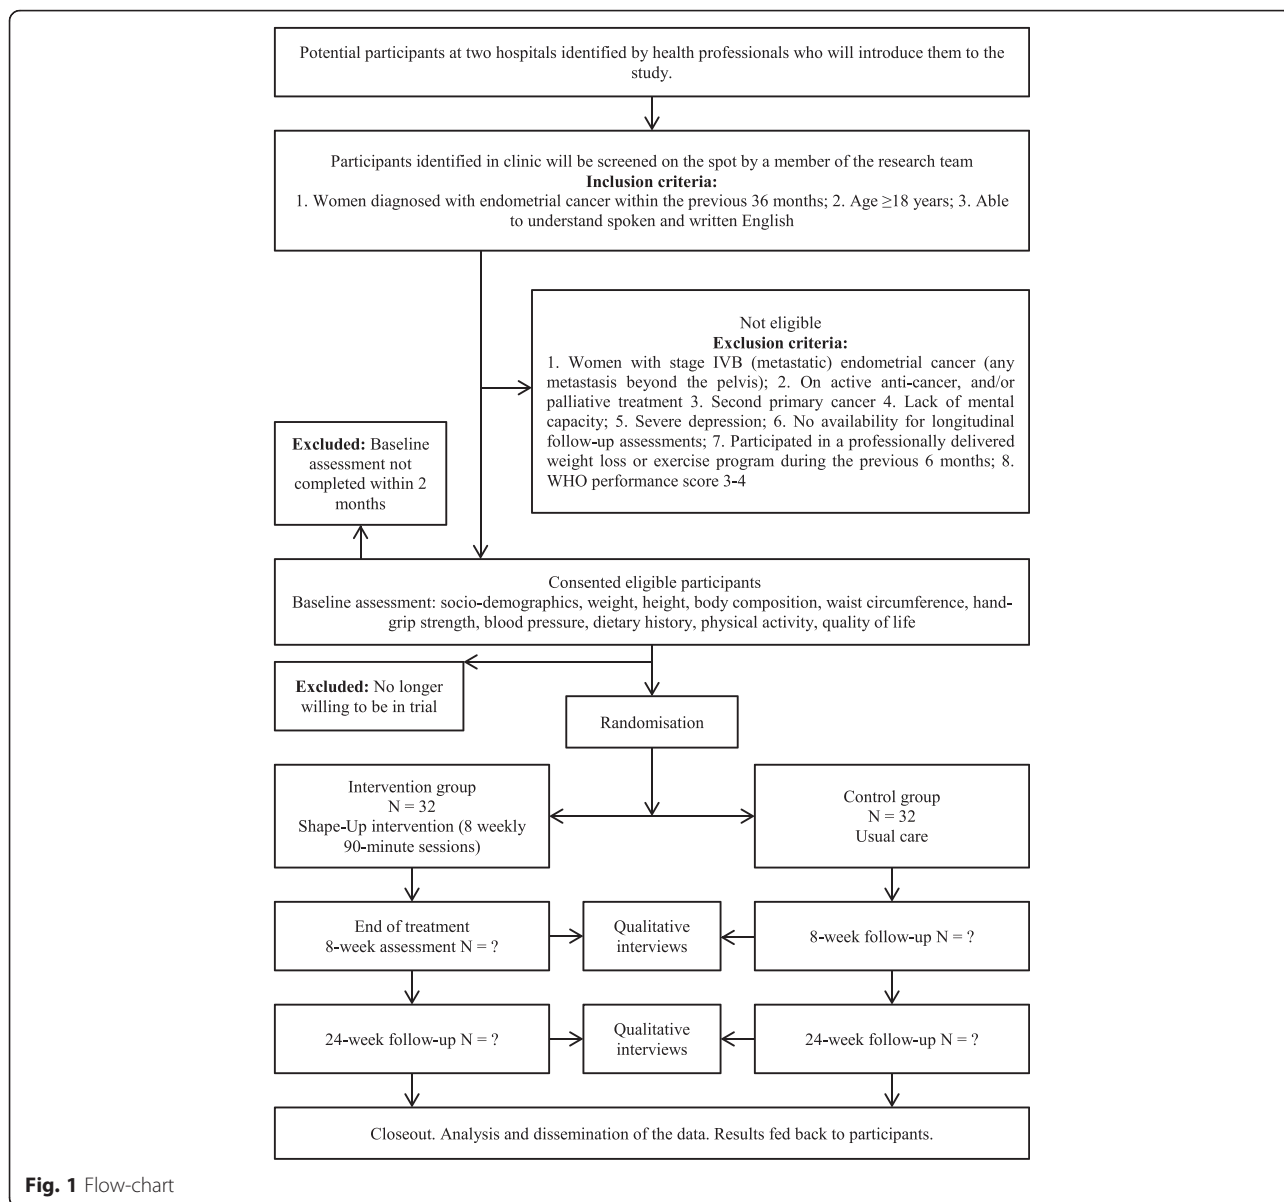 Potential participants at two hospitals identified by health professionals who will introduce them to the
study.
Participants identified in clinic will be screened on the spot by a member of the research team
Inclusion criteria:
1. Women diagnosed with endometrial cancer within the previous 36 months; 2. Age ≥18 years; 3. Able
to understand spoken and written English
Not eligible
Exclusion criteria:
1. Women with stage IVB (metastatic) endometrial cancer (any
metastasis beyond the pelvis); 2. On active anti-cancer, and/or
palliative treatment 3. Second primary cancer 4. Lack of mental
capacity; 5. Severe depression; 6. No availability for longitudinal
follow-up assessments; 7. Participated in a professionally delivered
weight loss or exercise program during the previous 6 months; 8.
WHO performance score 3-4
Excluded: Baseline
assessment not
completed within 2
months
Consented eligible participants
Baseline assessment: socio-demographics, weight, height, body composition, waist circumference, hand-
grip strength, blood pressure, dietary history, physical activity, quality of life
Excluded: No longer
willing to be in trial
Randomisation
Intervention group
N = 32
Shape-Up intervention (8 weekly
90-minute sessions)
Control group
N = 32
Usual care
End of treatment
8-week assessment N = ?
Qualitative
interviews
8-week follow-up N = ?
24-week follow-up N = ?
Qualitative
interviews
24-week follow-up N = ?
Closeout. Analysis and dissemination of the data. Results fed back to participants.
Fig. 1 Flow-chart